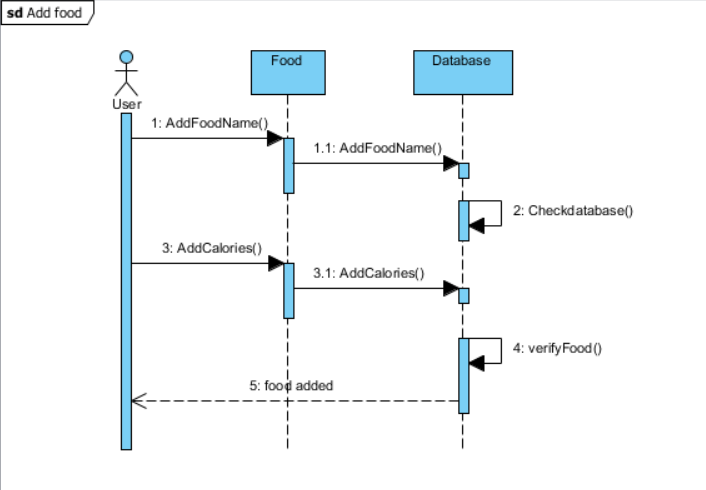 sd Add food
Food
Database
User
1: AddFoodName()
1.1: AddFoodName()
2: Checkdatabase()
3: AddCalories()
3.1: AddCalories()
4: verifyFood()
5: food added